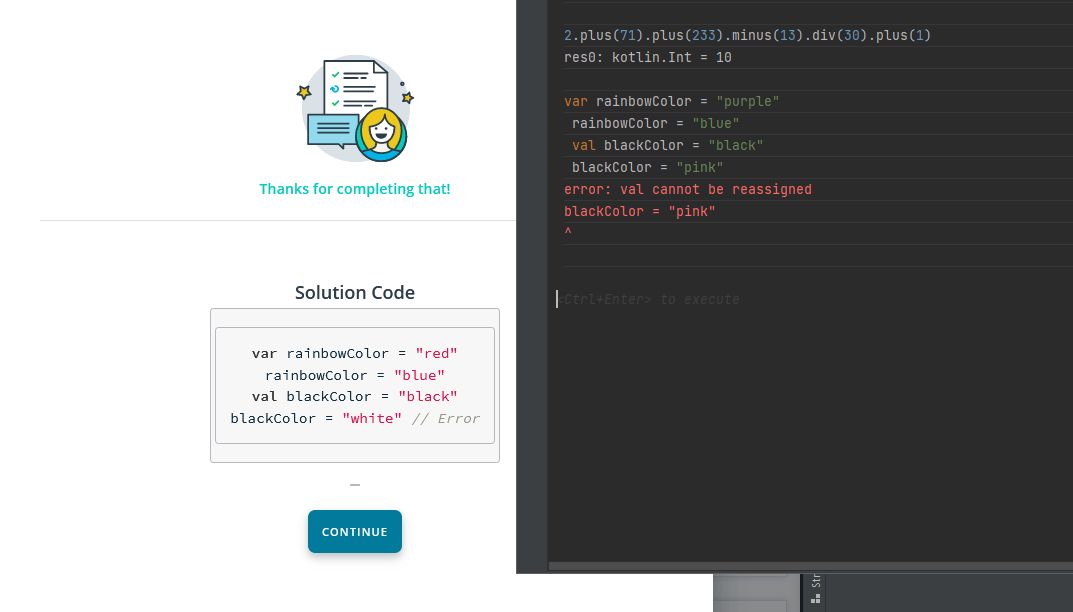 Thanks for completing that!
Solution Code
var rainbowColor = "red"
rainbowColor = "blue"
val blackColor = "black"
blackColor = "white" // Error
CONTINUE
2.plus(71).plus(233).minus(13).div(30).plus(1)
res0: kotlin.Int = 10
var rainbowColor = "purple"
rainbowColor = "blue"
val blackColor = "black"
blackColor = "pink"
error: val cannot be reassigned
blackColor = "pink"
^
<Ctrl+Enter> to execute